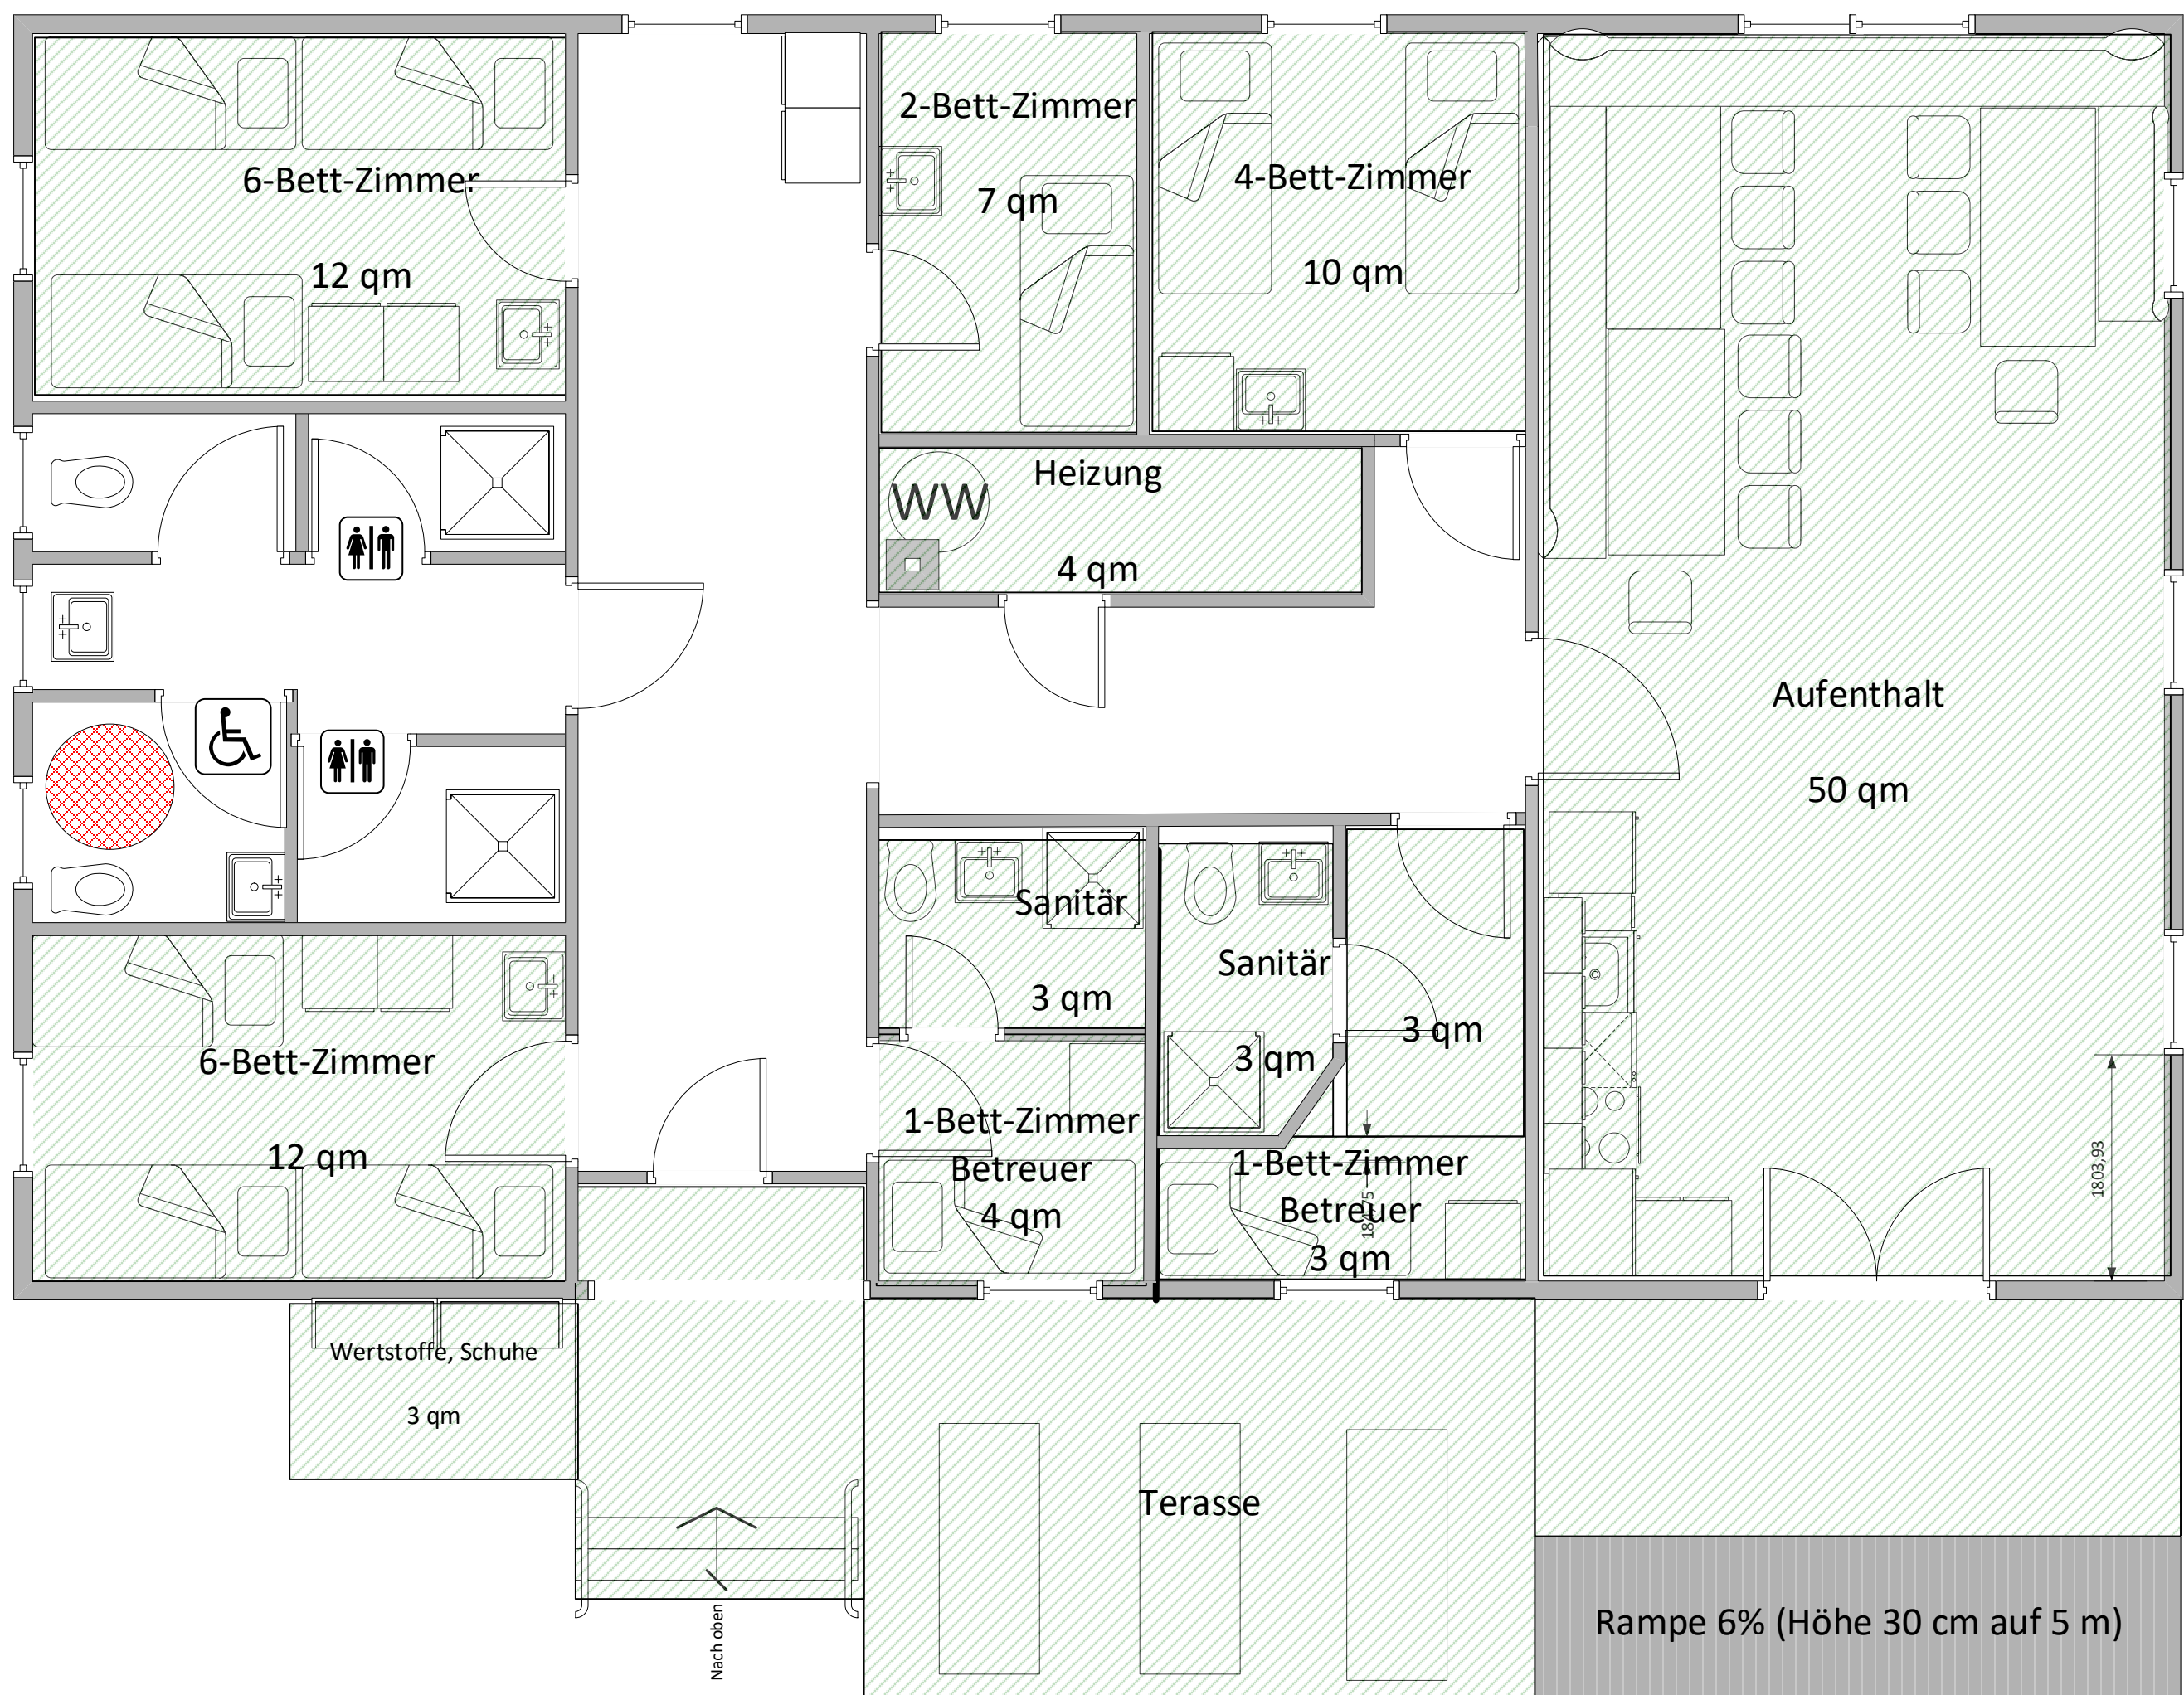 6-Bett-Zimmer
12 qm
2-Bett-Zimmer
7 qm
4-Bett-Zimmer
10 qm
Heizung
WW
4 qm
Aufenthalt
50 qm
Sanitär
3 qm
Sanitär
3 qm
3 qm
6-Bett-Zimmer
12 qm
1-Bett-Zimmer
Betreuer
4 qm
1-Bett-Zimmer
Betreuer
3 qm
1803,93
Wertstoffe, Schuhe
3 qm
Terasse
Nach oben
Rampe 6% (Höhe 30 cm auf 5 m)